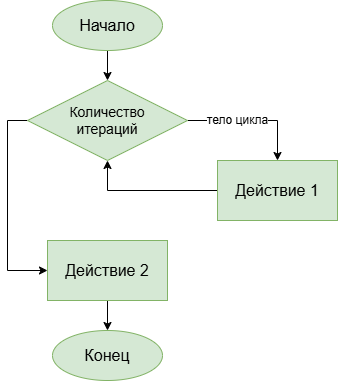 Начало
Количество
итераций
тело цикла
Действие 1
Действие 2
Конец